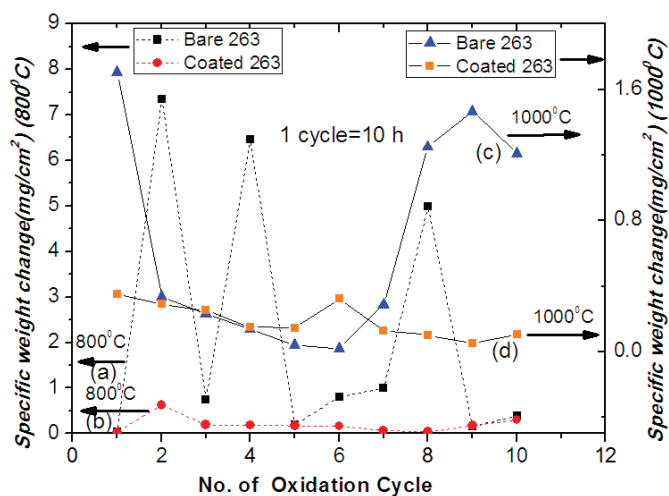 Specific weight change(mg/cm²) (800⁰C)
9
8
7
6
5
4
3
2
1
0
Bare 263
Coated 263
Bare 263
Coated 263
1 cycle=10 h
1000⁰C
(c)
1000⁰C
(d)
800⁰C
(a)
800⁰C
(b)
1.6
0.8
0.0
Specific weight change(mg/cm²) (1000⁰C)
0 2 4 6 8 10 12
No. of Oxidation Cycle